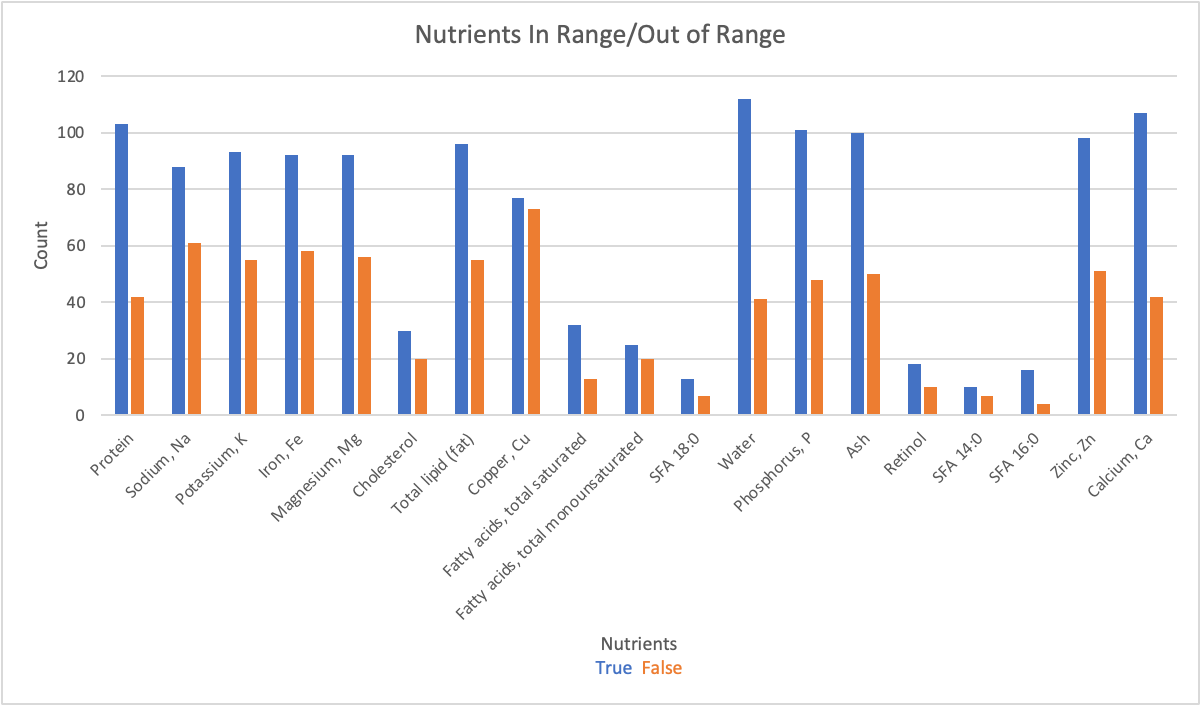 Nutrients In Range/Out of Range
120
100
80
60
40
20
0
Count
Protein
Sodium, Na
Potassium, K
Iron, Fe
Magnesium, Mg
Cholesterol
Total lipid (fat)
Copper, Cu
Fatty acids, total saturated
Fatty acids, total monounsaturated
SFA 18:0
Water
Phosphorus, P
Ash
Retinol
SFA 14:0
SFA 16:0
Zinc, Zn
Calcium, Ca
Nutrients
True False